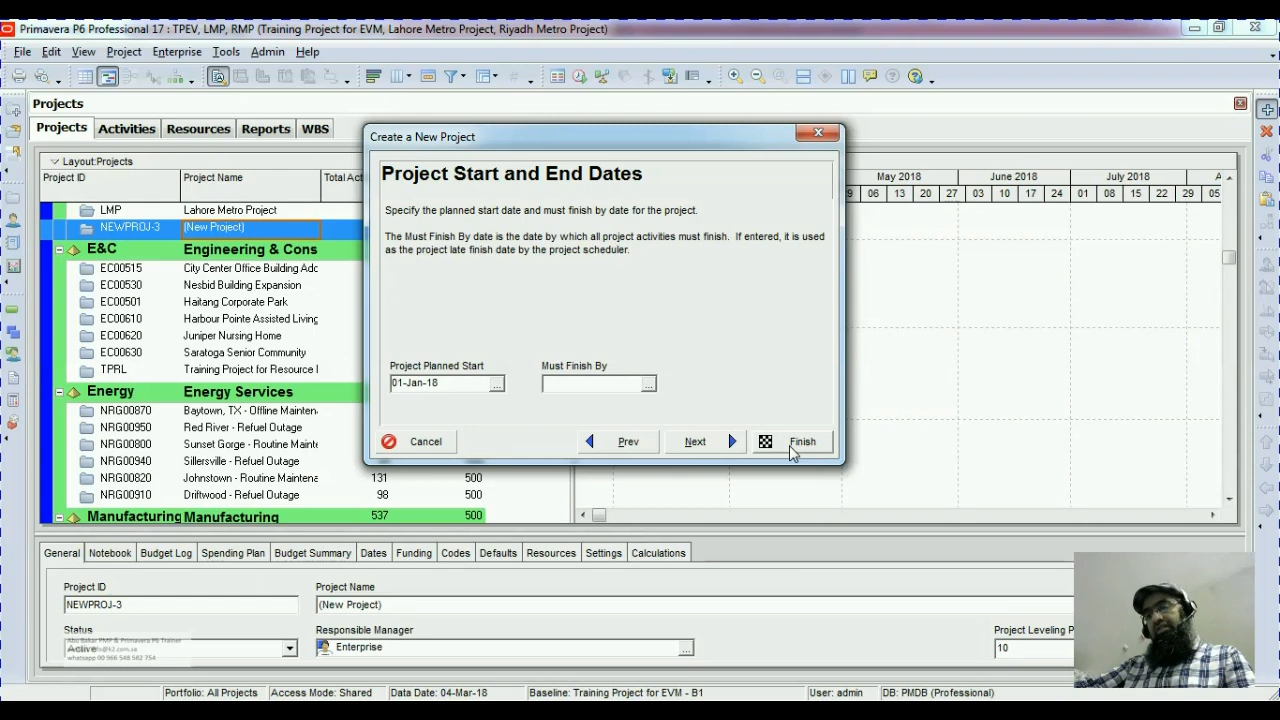 Primavera P6 Professional 17 : TPEV, LMP, RMP (Training Project for EVM, Lahore Metro Project, Riyadh Metro Project)
File Edit View Project Enterprise Tools Admin Help
Projects
Projects Activities Resources Reports WBS
Layout:Projects
Project ID Project Name Total Act
LMP Lahore Metro Project
NEWPROJ-3 (New Project)
E&C Engineering & Cons
EC00515 City Center Office Building Adc
EC00530 Nesbid Building Expansion
EC00501 Haitang Corporate Park
EC00610 Harbour Pointe Assisted Living
EC00620 Juniper Nursing Home
EC00630 Saratoga Senior Community
TPRL Training Project for Resource l
Energy Energy Services
NRG00870 Baytown, TX - Offline Mainten
NRG00950 Red River - Refuel Outage
NRG00800 Sunset Gorge - Routine Mainte
NRG00940 Sillersville - Refuel Outage
NRG00820 Johnstown - Routine Maintena 131 500
NRG00910 Driftwood - Refuel Outage 98 500
Manufacturing Manufacturing 537 500
May 2018 June 2018 July 2018 A
9 06 13 20 27 03 10 17 24 01 08 15 22 29 05
Create a New Project
Project Start and End Dates
Specify the planned start date and must finish by date for the project.
The Must Finish By date is the date by which all project activities must finish. If entered, it is used
as the project late finish date by the project scheduler.
Project Planned Start Must Finish By
01-Jan-18 ... ...
Cancel Prev Next Finish
General Notebook Budget Log Spending Plan Budget Summary Dates Funding Codes Defaults Resources Settings Calculations
Project ID Project Name
NEWPROJ-3 (New Project)
Status Responsible Manager Project Leveling P
Abu Bakar PMP & Primavera P6 Trainer
Active Enterprise ... 10
whatsapp 00 966 548 582 754
Portfolio: All Projects Access Mode: Shared Data Date: 04-Mar-18 Baseline: Training Project for EVM - B1 User: admin DB: PMDB (Professional)